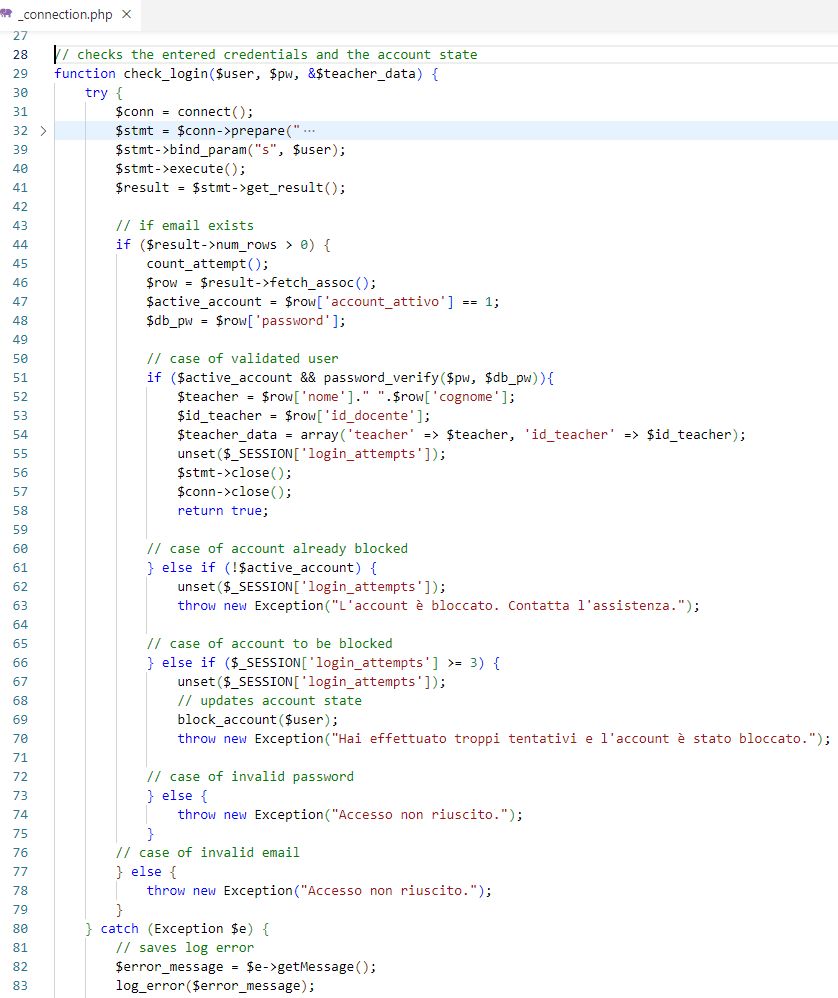 _connection.php ×
27
28 // checks the entered credentials and the account state
29 function check_login($user, $pw, &$teacher_data) {
30     try {
31         $conn = connect();
32 >         $stmt = $conn->prepare("···
39         $stmt->bind_param("s", $user);
40         $stmt->execute();
41         $result = $stmt->get_result();
42
43         // if email exists
44         if ($result->num_rows > 0) {
45             count_attempt();
46             $row = $result->fetch_assoc();
47             $active_account = $row['account_attivo'] == 1;
48             $db_pw = $row['password'];
49
50             // case of validated user
51             if ($active_account && password_verify($pw, $db_pw)){
52                 $teacher = $row['nome']." ".$row['cognome'];
53                 $id_teacher = $row['id_docente'];
54                 $teacher_data = array('teacher' => $teacher, 'id_teacher' => $id_teacher);
55                 unset($_SESSION['login_attempts']);
56                 $stmt->close();
57                 $conn->close();
58                 return true;
59
60             // case of account already blocked
61             } else if (!$active_account) {
62                 unset($_SESSION['login_attempts']);
63                 throw new Exception("L'account è bloccato. Contatta l'assistenza.");
64
65             // case of account to be blocked
66             } else if ($_SESSION['login_attempts'] >= 3) {
67                 unset($_SESSION['login_attempts']);
68                 // updates account state
69                 block_account($user);
70                 throw new Exception("Hai effettuato troppi tentativi e l'account è stato bloccato.");
71
72             // case of invalid password
73             } else {
74                 throw new Exception("Accesso non riuscito.");
75             }
76         // case of invalid email
77         } else {
78             throw new Exception("Accesso non riuscito.");
79         }
80     } catch (Exception $e) {
81         // saves log error
82         $error_message = $e->getMessage();
83         log_error($error_message);